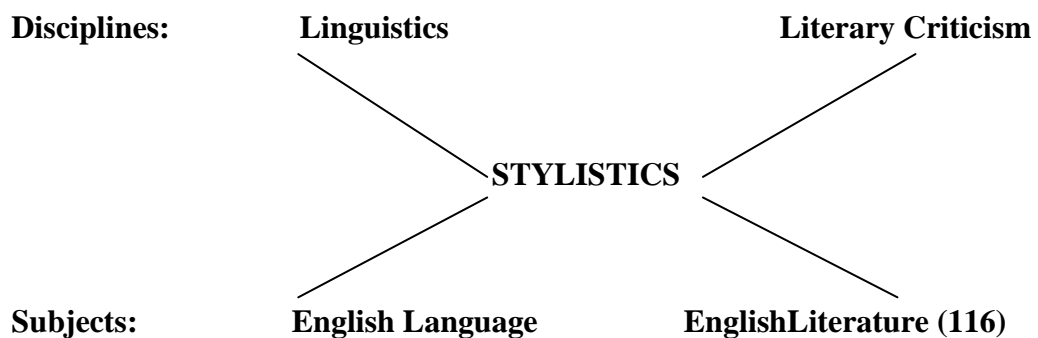 Disciplines: Linguistics Literary Criticism
STYLISTICS
Subjects: English Language EnglishLiterature (116)